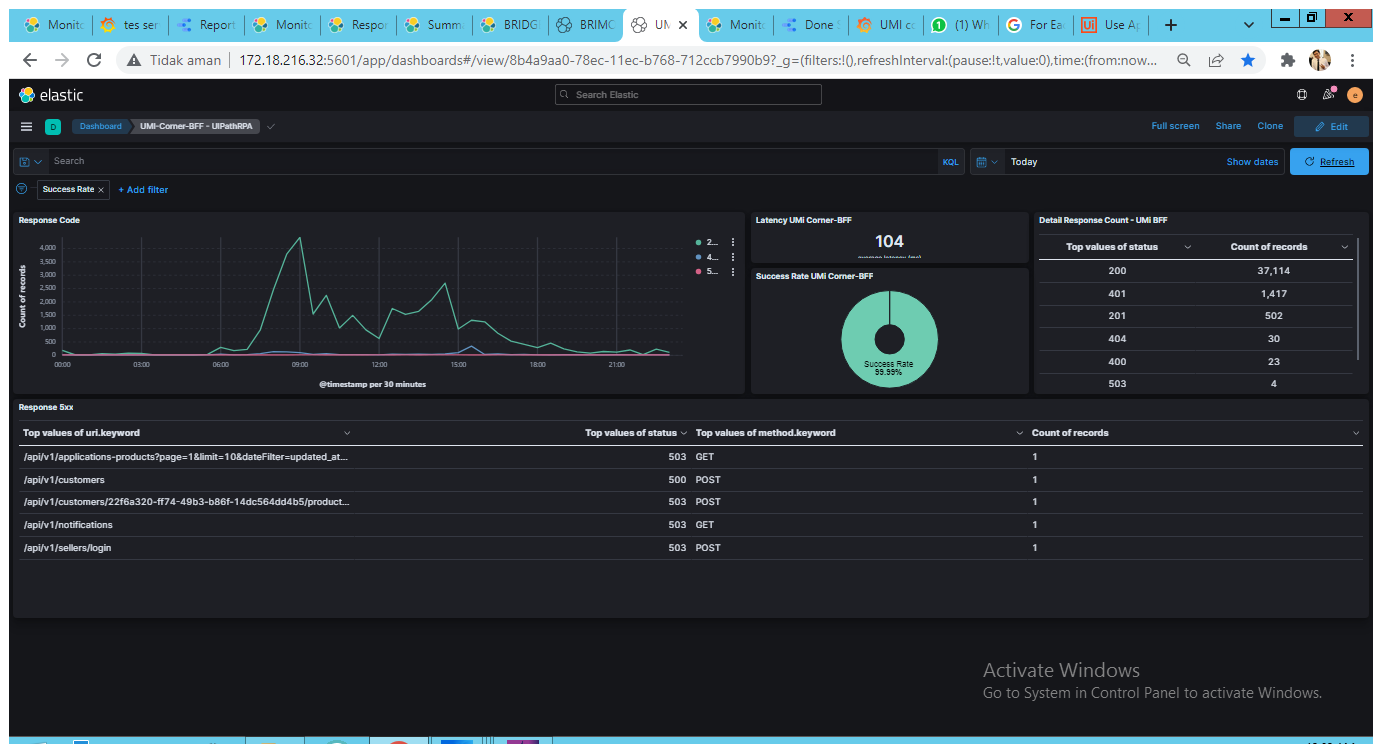 Monito
tes ser
Report
Monito
Respor
Summ
BRIDG
BRIMC
UM
Monito
Done
UMI co
(1) Wh
For Ea
Use Ap
Tidak aman
172.18.216.32:5601/app/dashboards#/view/8b4a9aa0-78ec-11ec-b768-712ccb7990b9?_g=(filters:!(),refreshInterval:(pause:!t,value:0),time:(from:now...
elastic
Search Elastic
e
D
Dashboard
UMI-Corner-BFF - UIPathRPA
Full screen
Share
Clone
Edit
Search
KQL
Today
Show dates
Refresh
Success Rate
+ Add filter
Response Code
Count of records
4,000
3,500
3,000
2,500
2,000
1,500
1,000
500
0
00:00 03:00 06:00 09:00 12:00 15:00 18:00 21:00
@timestamp per 30 minutes
2...
4...
5...
Latency UMi Corner-BFF
104
average latency (ms)
Success Rate UMi Corner-BFF
Success Rate
99.99%
Detail Response Count - UMi BFF
Top values of status Count of records
200 37,114
401 1,417
201 502
404 30
400 23
503 4
Response 5xx
Top values of uri.keyword Top values of status Top values of method.keyword Count of records
/api/v1/applications-products?page=1&limit=10&dateFilter=updated_at... 503 GET 1
/api/v1/customers 500 POST 1
/api/v1/customers/22f6a320-ff74-49b3-b86f-14dc564dd4b5/product... 503 POST 1
/api/v1/notifications 503 GET 1
/api/v1/sellers/login 503 POST 1
Activate Windows
Go to System in Control Panel to activate Windows.